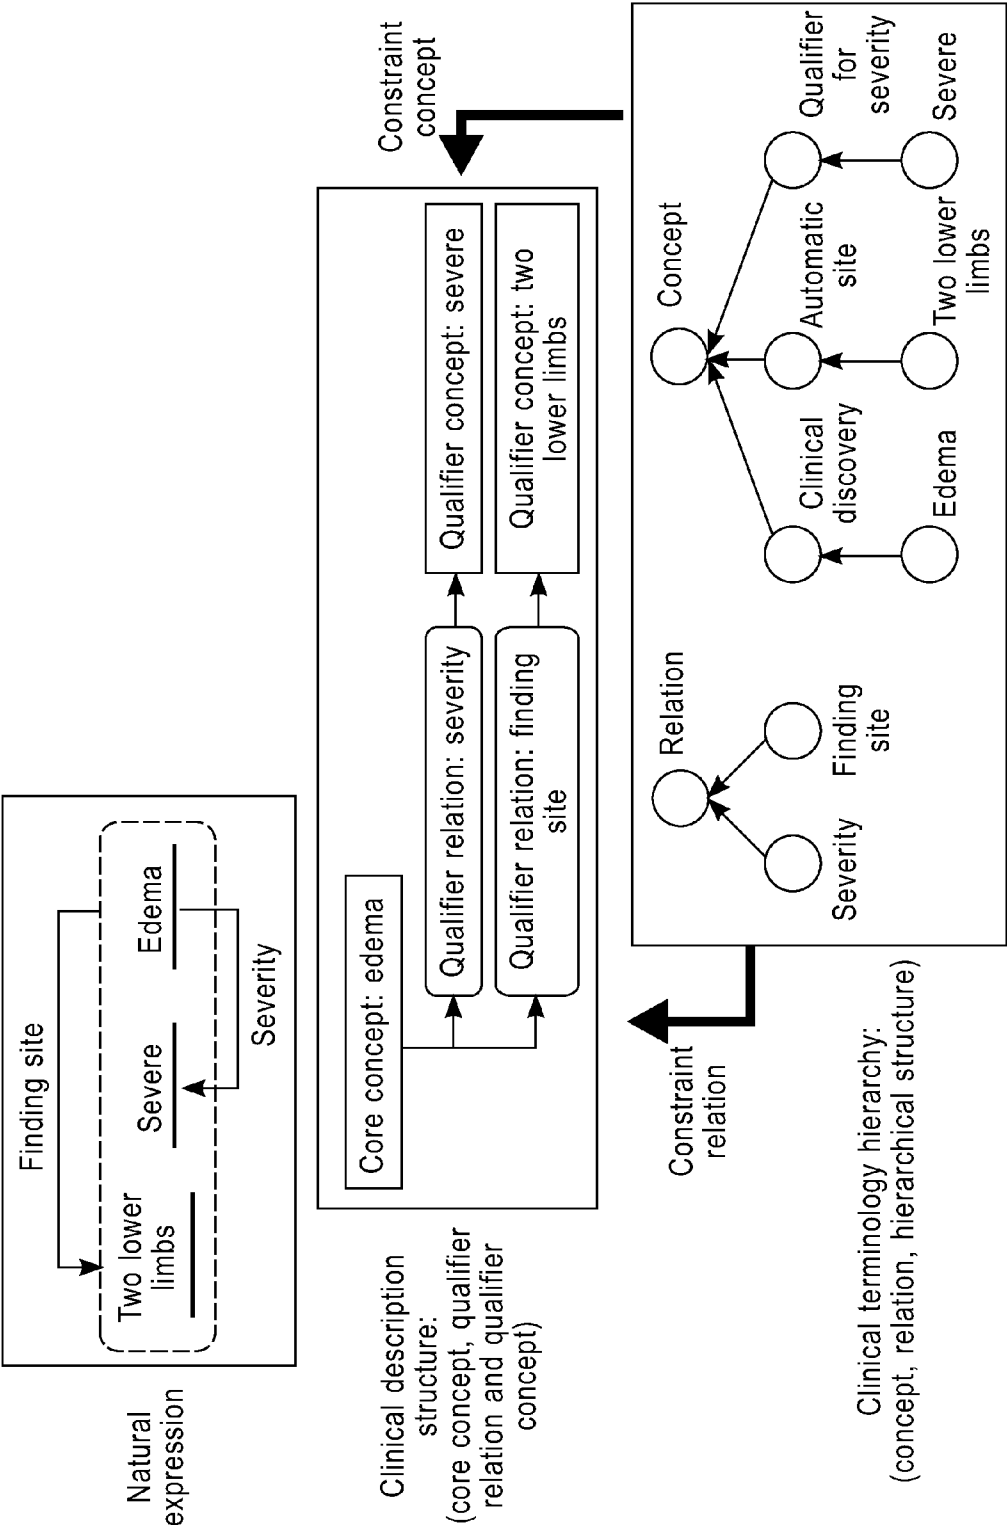 Natural
expression
Finding site
Two lower
limbs
Severe
Edema
Severity
Clinical description
structure:
(core concept, qualifier
relation and qualifier
concept)
Core concept: edema
Qualifier relation: severity
Qualifier concept: severe
Qualifier relation: finding
site
Qualifier concept: two
lower limbs
Constraint
concept
Constraint
relation
Clinical terminology hierarchy:
(concept, relation, hierarchical structure)
Relation
Severity
Finding
site
Concept
Clinical
discovery
Automatic
site
Qualifier
for
severity
Edema
Two lower
limbs
Severe